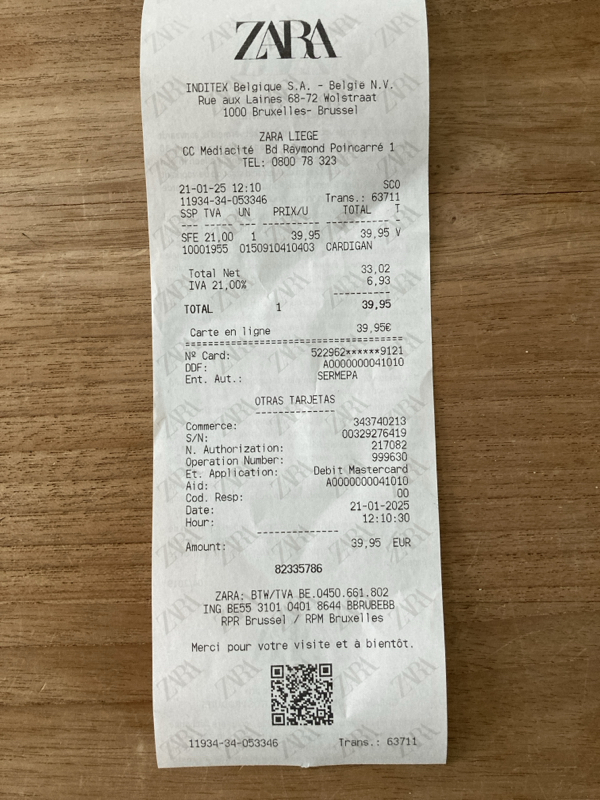 ZARA
INDITEX Belgique S.A. - Belgie N.V.
Rue aux Laines 68-72 Wolstraat
1000 Bruxelles- Brussel
ZARA LIEGE
CC Médiacité Bd Raymond Poincarré 1
TEL: 0800 78 323
21-01-25 12:10 SCO
11934-34-053346 Trans.: 63711
SSP TVA UN PRIX/U TOTAL T
SFE 21,00 1 39,95 39,95 V
10001955 0150910410403 CARDIGAN
Total Net 33,02
IVA 21,00% 6,93
TOTAL 1 39,95
Carte en ligne 39,95€
Nº Card: 522962******9121
DDF: A0000000041010
Ent. Aut.: SERMEPA
OTRAS TARJETAS
Commerce: 343740213
S/N: 00329276419
N. Authorization: 217082
Operation Number: 999630
Et. Application: Debit Mastercard
Aid: A0000000041010
Cod. Resp: 00
Date: 21-01-2025
Hour: 12:10:30
Amount: 39,95 EUR
82335786
ZARA: BTW/TVA BE.0450.661.802
ING BE55 3101 0401 8644 BBRUBEBB
RPR Brussel / RPM Bruxelles
Merci pour votre visite et à bientôt.
11934-34-053346 Trans.: 63711